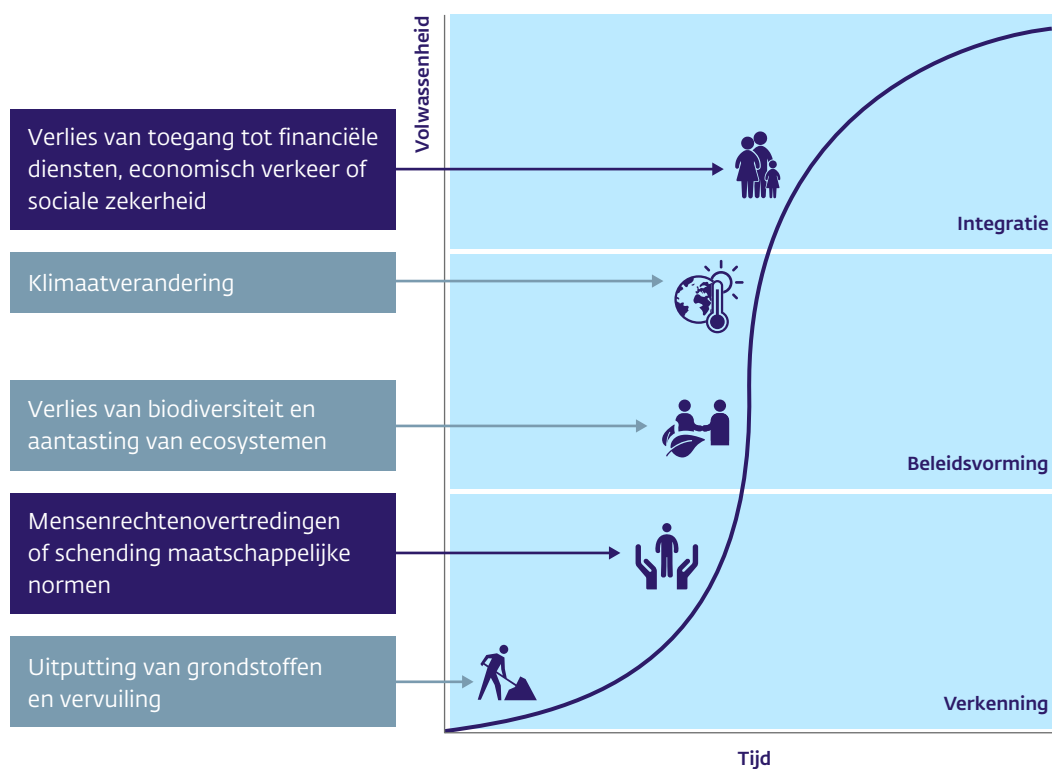 Volwassenheid
Verlies van toegang tot financiële
diensten, economisch verkeer of
sociale zekerheid
Integratie
Klimaatverandering
Verlies van biodiversiteit en
aantasting van ecosystemen
Beleidsvorming
Mensenrechtenovertredingen
of schending maatschappelijke
normen
Uitputting van grondstoffen
en vervuiling
Verkenning
Tijd